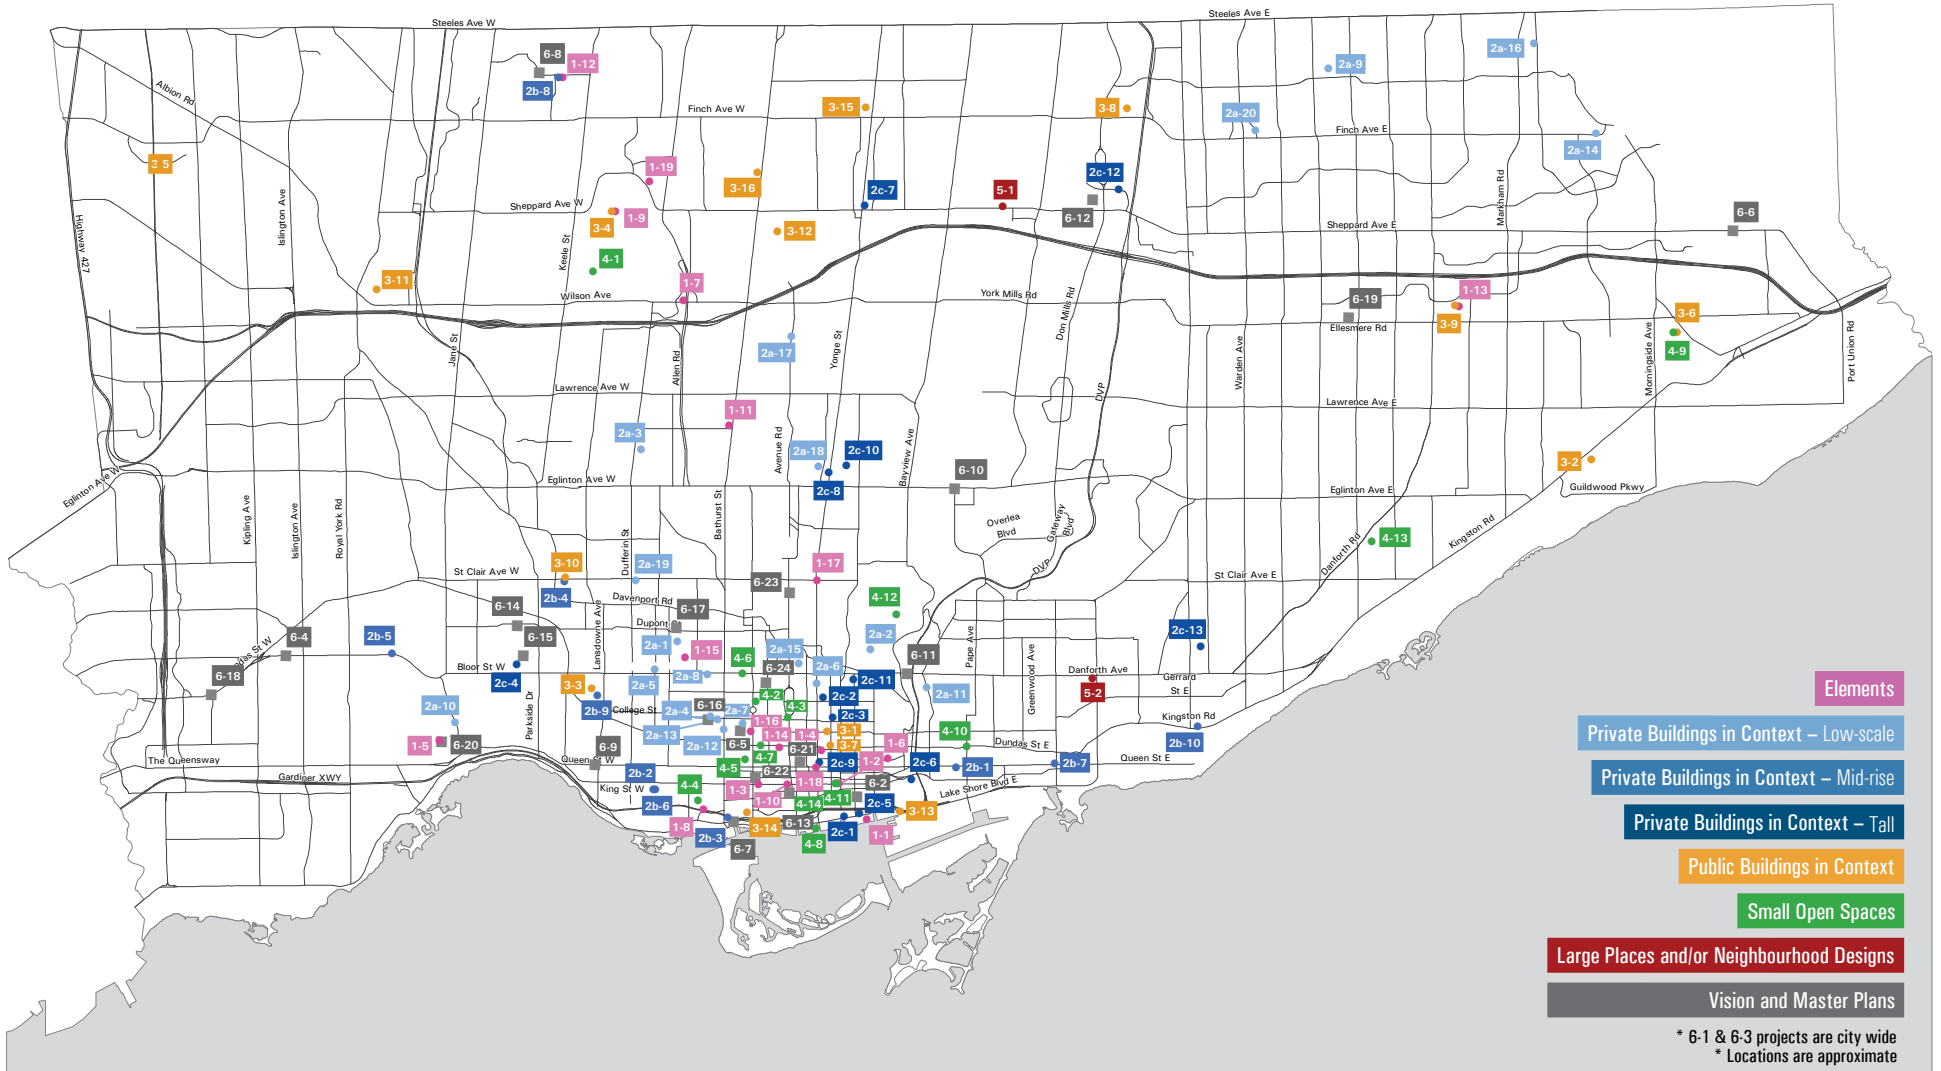 Steeles Ave W
Steeles Ave E
6-8
1-12
2b-8
2a-9
2a-16
Albion Rd
Finch Ave W
3-15
3-8
2a-20
Finch Ave E
2a-14
3-5
1-19
3-16
2c-7
5-1
2c-12
6-12
Markham Rd
Islington Ave
Sheppard Ave W
1-9
3-4
3-12
Sheppard Ave E
6-6
Highway 427
Keele St
4-1
3-11
1-7
Wilson Ave
York Mills Rd
Don Mills Rd
6-19
1-13
3-9
Ellesmere Rd
3-6
4-9
Jane St
Allen Rd
2a-17
Yonge St
Warden Ave
Morningside Ave
Port Union Rd
Lawrence Ave W
DVP
Lawrence Ave E
1-11
2a-3
Avenue Rd
2a-18
2c-10
Bayview Ave
2c-8
6-10
3-2
Guildwood Pkwy
Eglinton Ave W
Eglinton Ave W
Eglinton Ave E
Kipling Ave
Islington Ave
Royal York Rd
Dufferin St
Bathurst St
Overlea
Blvd
Gateway
Blvd
4-13
Danforth Rd
Kingston Rd
3-10
2a-19
1-17
DVP
St Clair Ave W
6-23
St Clair Ave E
2b-4
Davenport Rd
6-17
4-12
6-14
Lansdowne Ave
Dupont St
6-4
2b-5
6-15
2a-1
1-15
4-6
2a-15
2a-2
Pape Ave
Greenwood Ave
2c-13
6-18
Bloor St W
2c-4
3-3
2a-5
2a-8
6-24
2a-6
2c-11
6-11
Danforth Ave
Gerrard
St E
5-2
2a-10
Parkside Dr
2b-9
College St
2a-4
6-16
2a-7
4-2
4-3
2c-2
2a-11
2c-3
Kingston Rd
1-16
2a-13
2a-12
6-5
1-14
1-4
3-1
3-7
4-10
2b-10
1-5
6-20
6-9
6-21
1-6
Dundas St E
The Queensway
Queen St W
4-7
4-5
6-22
2c-9
1-2
2c-6
2b-1
2b-7
Queen St E
Gardiner XWY
2b-2
King St W
4-4
1-3
1-18
6-2
Lake Shore Blvd E
2b-6
1-10
4-14
4-11
2c-5
3-13
1-8
2b-3
3-14
6-13
2c-1
1-1
6-7
4-8
Elements
Private Buildings in Context – Low-scale
Private Buildings in Context – Mid-rise
Private Buildings in Context – Tall
Public Buildings in Context
Small Open Spaces
Large Places and/or Neighbourhood Designs
Vision and Master Plans
* 6-1 & 6-3 projects are city wide
* Locations are approximate